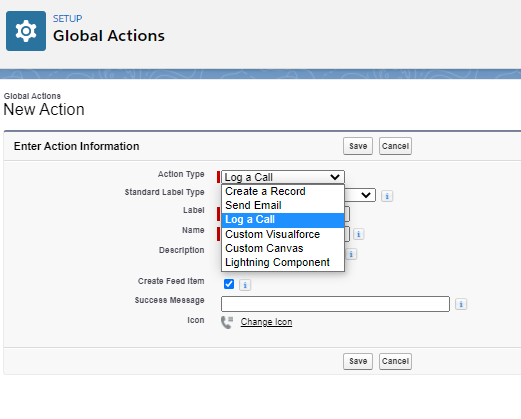 SETUP
Global Actions
Global Actions
New Action
Enter Action Information
Save Cancel
Action Type Log a Call
Create a Record
Standard Label Type
Send Email
Label Log a Call
Name Custom Visualforce
Description Custom Canvas
Lightning Component
Create Feed Item
Success Message
Icon Change Icon
Save Cancel